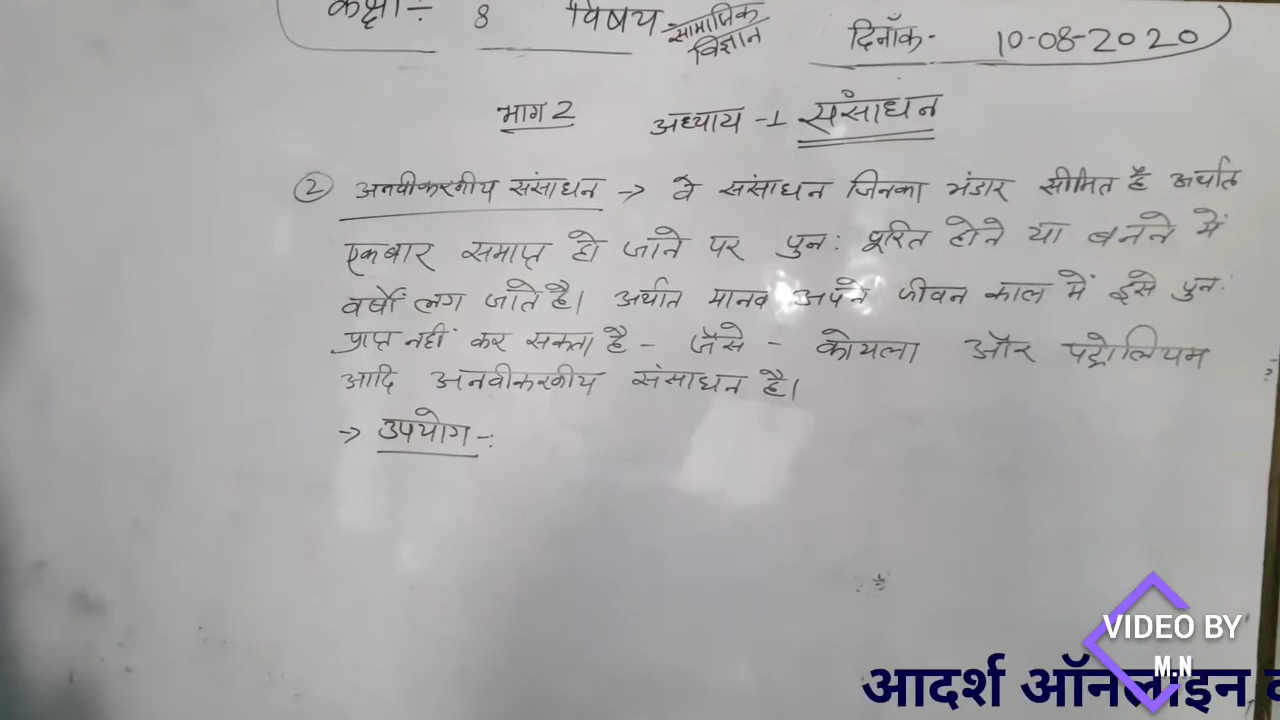 कक्षा÷ 8 विषय सामाजिक विज्ञान दिनाँक- 10-08-2020
भाग 2 अध्याय -1 संसाधन
② अनवीकरणीय संसाधन → वे संसाधन जिनका भंडार सीमित है अर्थात
एकबार समाप्त हो जाने पर पुन: पूरित होने या बनने में
वर्षों लग जाते है। अर्थात मानव अपने जीवन काल में इसे पुन:
प्राप्त नहीं कर सकता है - जैसे - कोयला और पेट्रोलियम
आदि अनवीकरणीय संसाधन है।
→ उपयोग -:
VIDEO BY
M.N
आदर्श ऑनलाइन